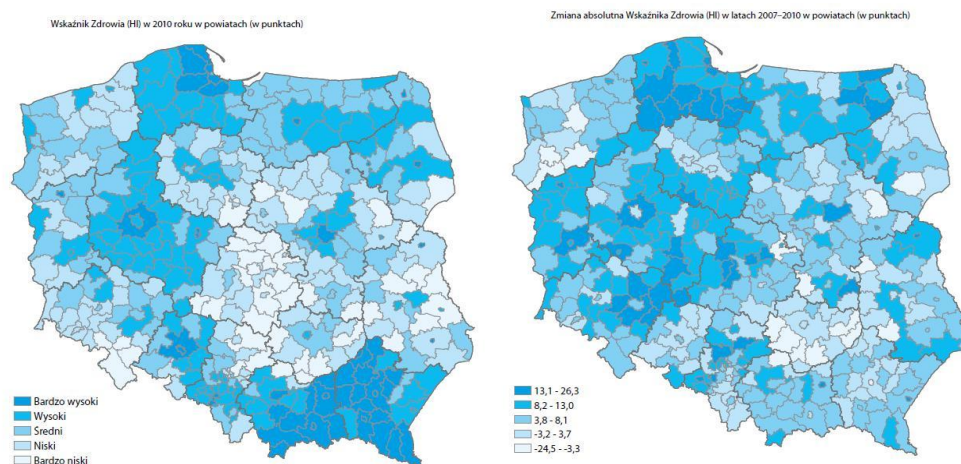 Wskaźnik Zdrowia (HI) w 2010 roku w powiatach (w punktach)
Bardzo wysoki
Wysoki
Średni
Niski
Bardzo niski
Zmiana absolutna Wskaźnika Zdrowia (HI) w latach 2007–2010 w powiatach (w punktach)
13,1 - 26,3
8,2 - 13,0
3,8 - 8,1
-3,2 - 3,7
-24,5 - -3,3